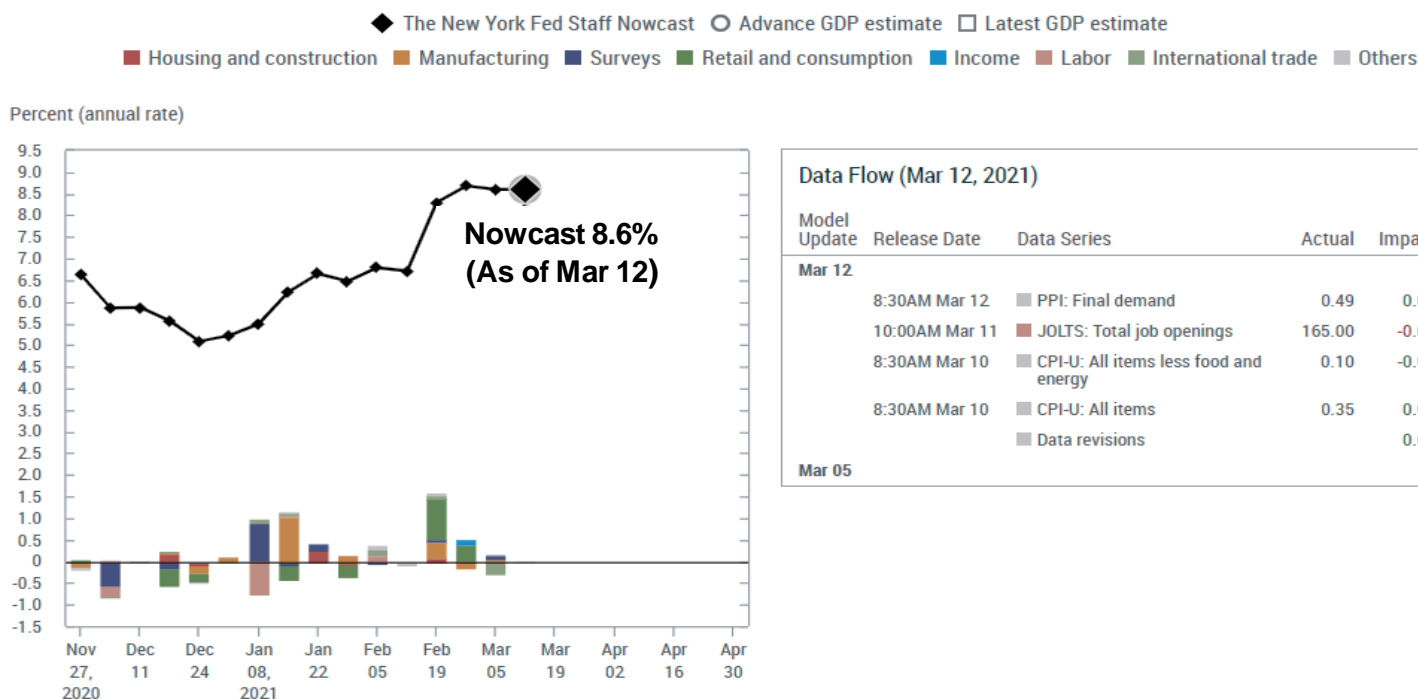 The New York Fed Staff Nowcast Advance GDP estimate Latest GDP estimate
Housing and construction Manufacturing Surveys Retail and consumption Income Labor International trade Others
Percent (annual rate)
9.5
9.0
8.5
8.0
7.5
7.0
6.5
6.0
5.5
5.0
4.5
4.0
3.5
3.0
2.5
2.0
1.5
1.0
0.5
0
-0.5
-1.0
-1.5
Nowcast 8.6%
(As of Mar 12)
Nov Dec Dec Jan Jan Feb Feb Mar Mar Apr Apr Apr
27, 11 24 08, 22 05 19 05 19 02 16 30
2020 2021
Data Flow (Mar 12, 2021)
Model
Update Release Date Data Series Actual Impa
Mar 12
8:30AM Mar 12 PPI: Final demand 0.49 0.
10:00AM Mar 11 JOLTS: Total job openings 165.00 -0.
8:30AM Mar 10 CPI-U: All items less food and 0.10 -0.
energy
8:30AM Mar 10 CPI-U: All items 0.35 0.
Data revisions 0.
Mar 05